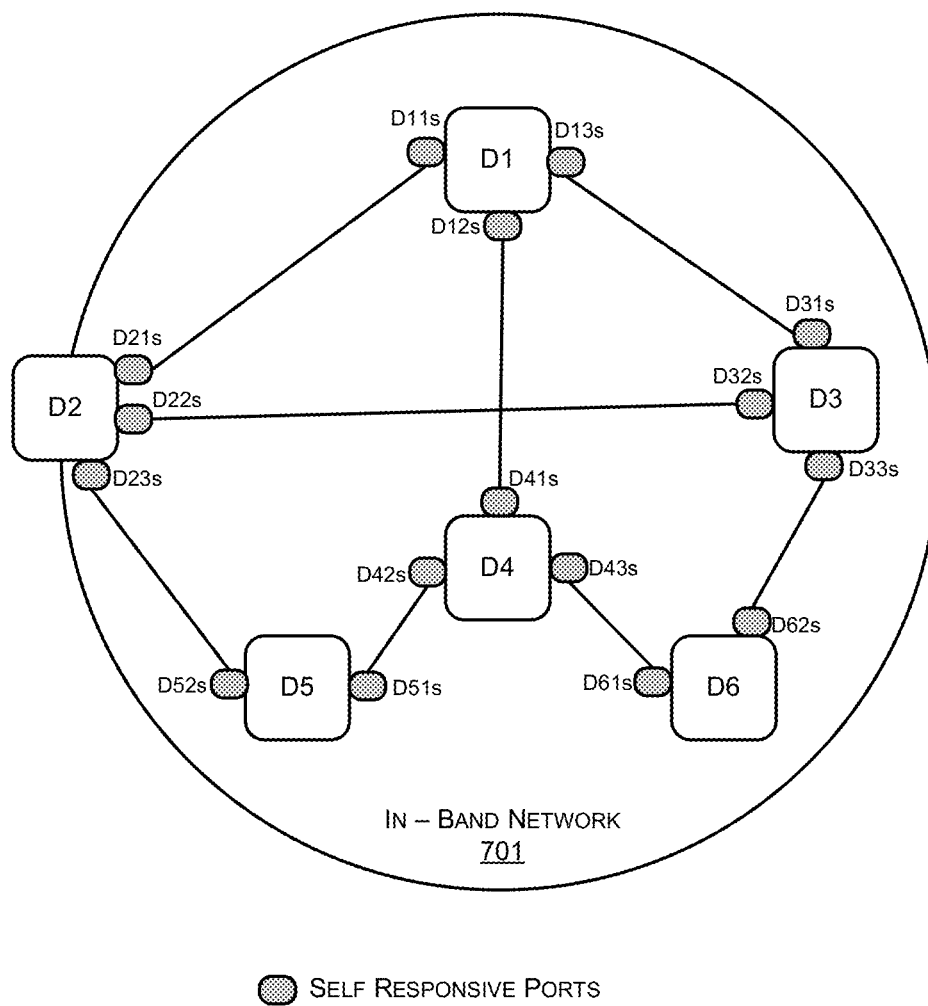 D11s
D13s
D1
D12s
D21s
D31s
D2
D22s
D32s
D3
D23s
D41s
D33s
D42s
D4
D43s
D62s
D52s
D5
D51s
D61s
D6
IN – BAND NETWORK
701
SELF RESPONSIVE PORTS